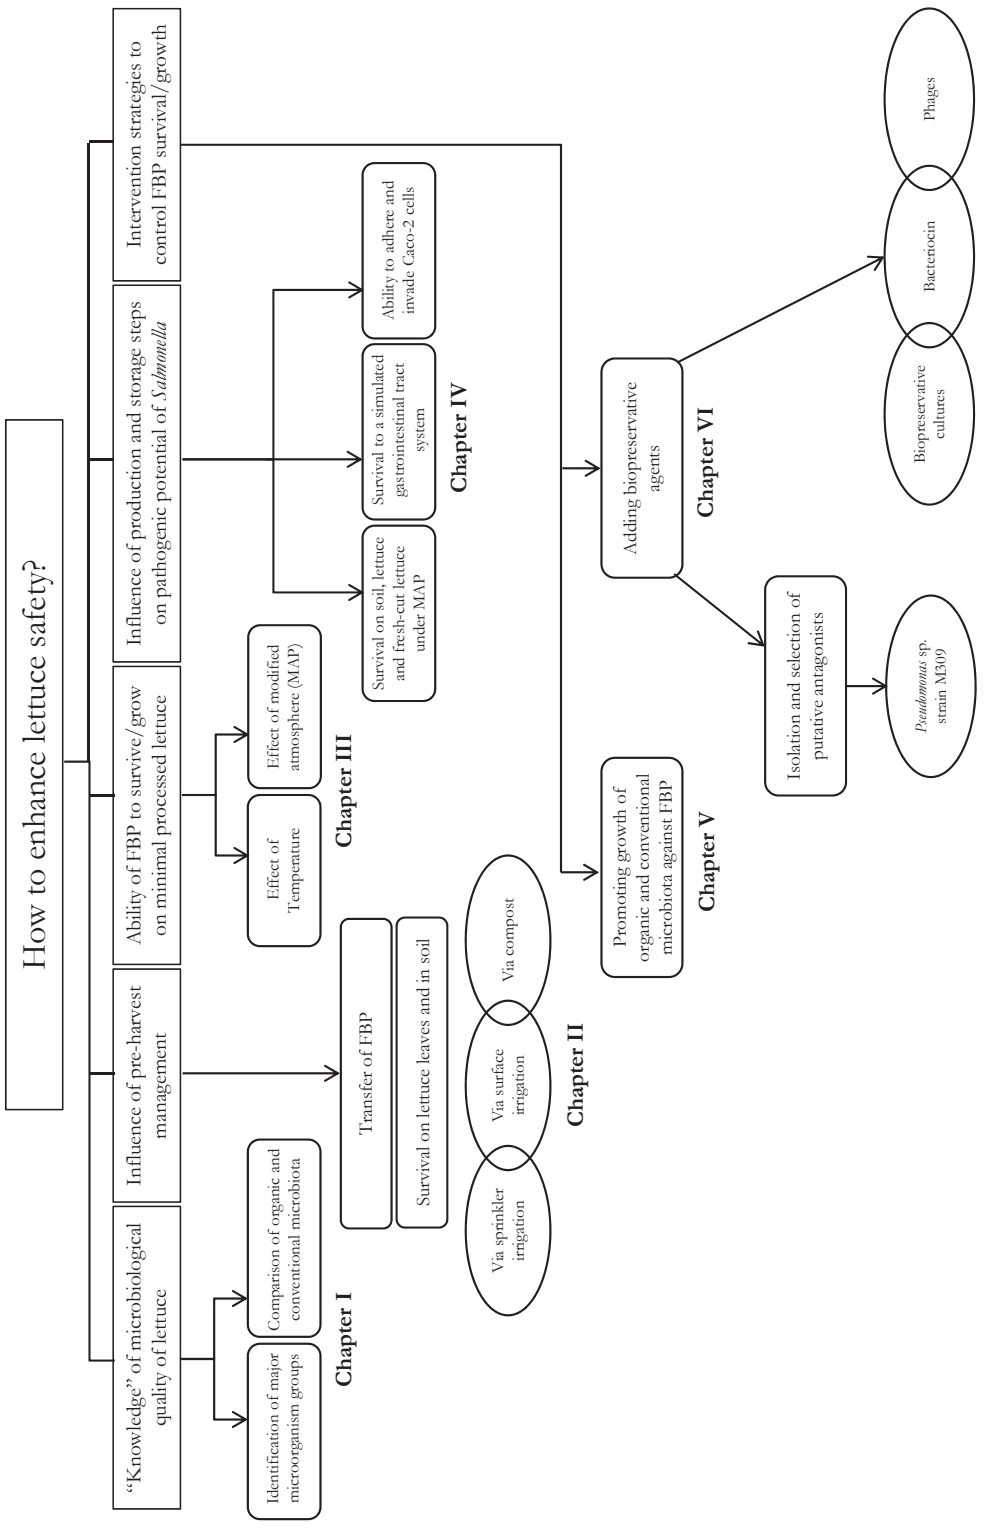 How to enhance lettuce safety?
“Knowledge” of microbiological
quality of lettuce
Influence of pre-harvest
management
Ability of FBP to survive/grow
on minimal processed lettuce
Influence of production and storage steps
on pathogenic potential of Salmonella
Intervention strategies to
control FBP survival/growth
Identification of major
microorganism groups
Comparison of organic and
conventional microbiota
Chapter I
Transfer of FBP
Survival on lettuce leaves and in soil
Via sprinkler
irrigation
Via surface
irrigation
Via compost
Chapter II
Effect of
Temperature
Effect of modified
atmosphere (MAP)
Chapter III
Survival on soil, lettuce
and fresh-cut lettuce
under MAP
Survival to a simulated
gastrointestinal tract
system
Ability to adhere and
invade Caco-2 cells
Chapter IV
Promoting growth of
organic and conventional
microbiota against FBP
Chapter V
Adding biopreservative
agents
Chapter VI
Isolation and selection of
putative antagonists
Pseudomonas sp.
strain M309
Biopreservative
cultures
Bacteriocin
Phages